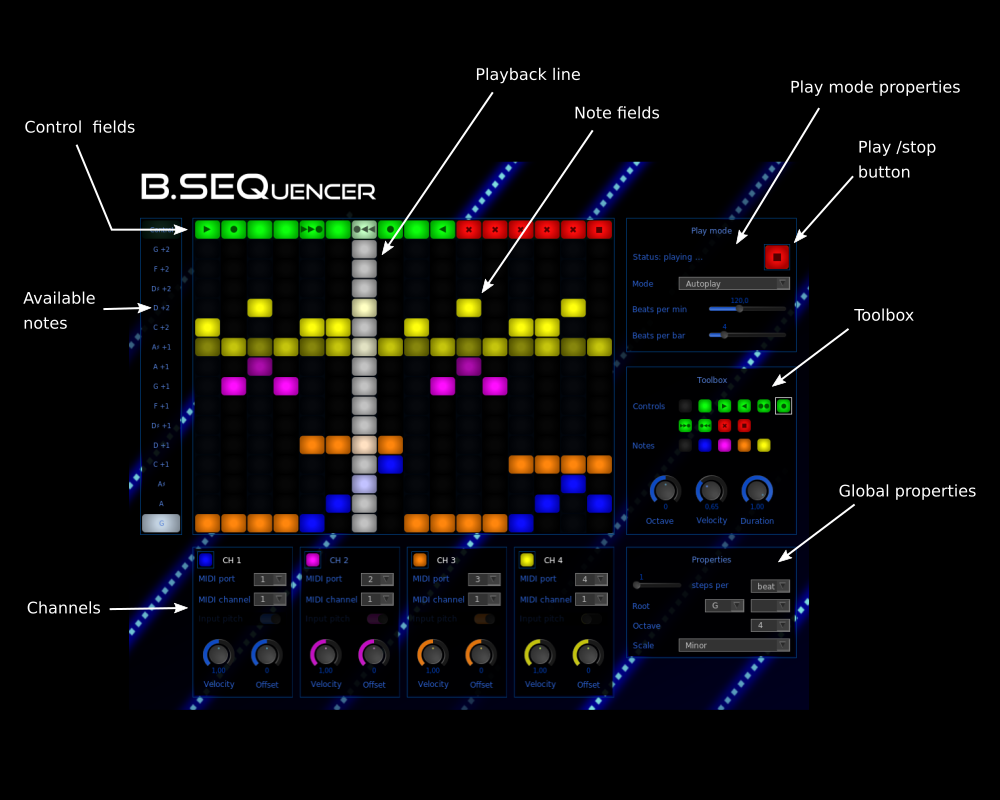 Playback line
Play mode properties
Note fields
Control fields
Play /stop
button
B.SEQUENCER
Play mode
G +2
Status: playing ...
F +2
Mode Autoplay
D♯ +2
Available
notes
D +2
120,0
Beats per min
Toolbox
C +2
4
Beats per bar
A♯ +1
A +1
Toolbox
G +1
F +1
Controls
D♯ +1
D +1
Notes
C +1
A♯
Global properties
A
0 0.65 1.00
G
Octave Velocity Duration
CH 1 CH 2 CH 3 CH 4
Properties
MIDI port 1 MIDI port 2 MIDI port 3 MIDI port 4
1
steps per beat
MIDI channel 1 MIDI channel 1 MIDI channel 1 MIDI channel 1
Root G
Channels
Input pitch Input pitch Input pitch Input pitch
Octave 4
Scale Minor
1.00 0 1.00 0 1.00 0 1.00 0
Velocity Offset Velocity Offset Velocity Offset Velocity Offset